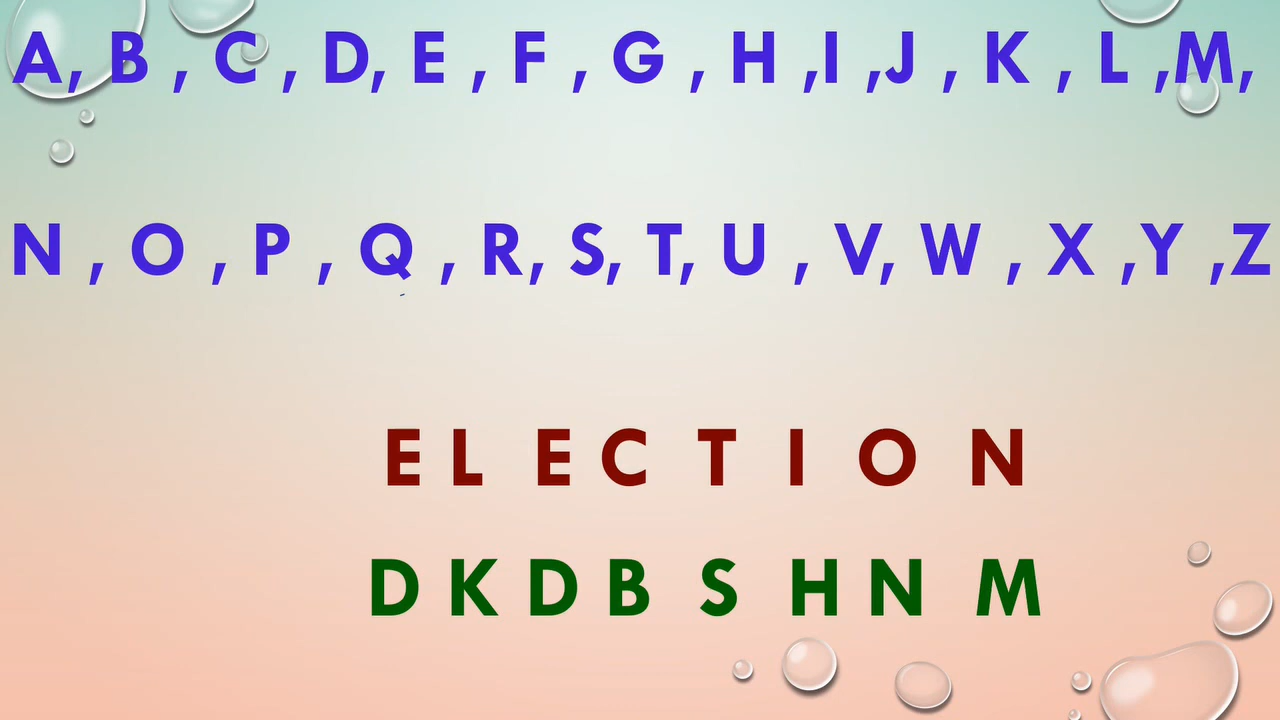 A, B , C , D, E , F , G , H ,I ,J , K , L ,M,
N , O , P , Q , R, S, T, U , V, W , X ,Y ,Z
E L E C T I O N
D K D B S H N M